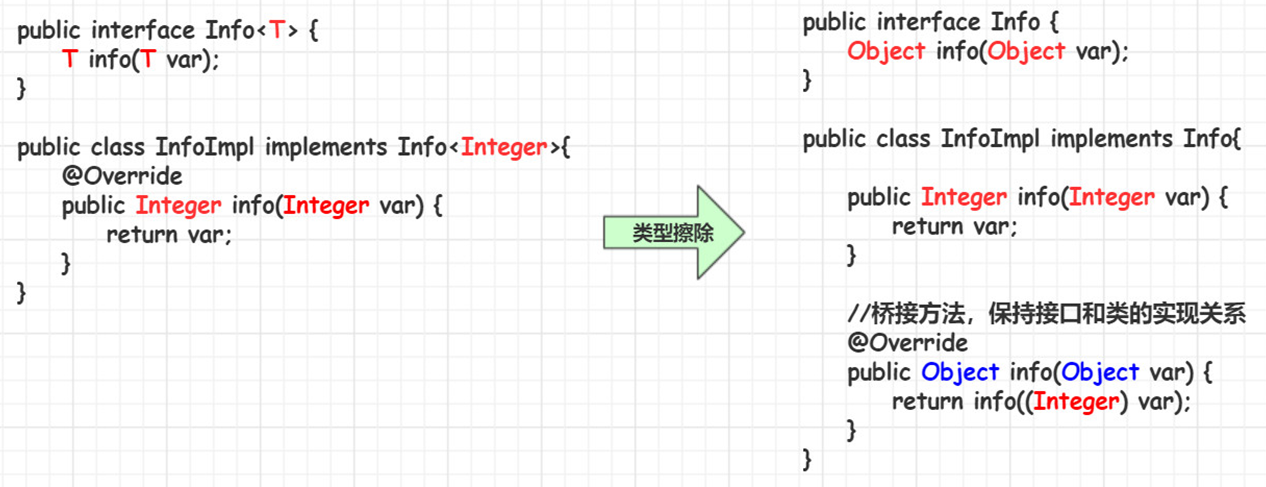 public interface Info<T> {
T info(T var);
}
public class InfoImpl implements Info<Integer>{
@Override
public Integer info(Integer var) {
return var;
}
}
类型擦除
public interface Info {
Object info(Object var);
}
public class InfoImpl implements Info{
public Integer info(Integer var) {
return var;
}
//桥接方法，保持接口和类的实现关系
@Override
public Object info(Object var) {
return info((Integer) var);
}
}